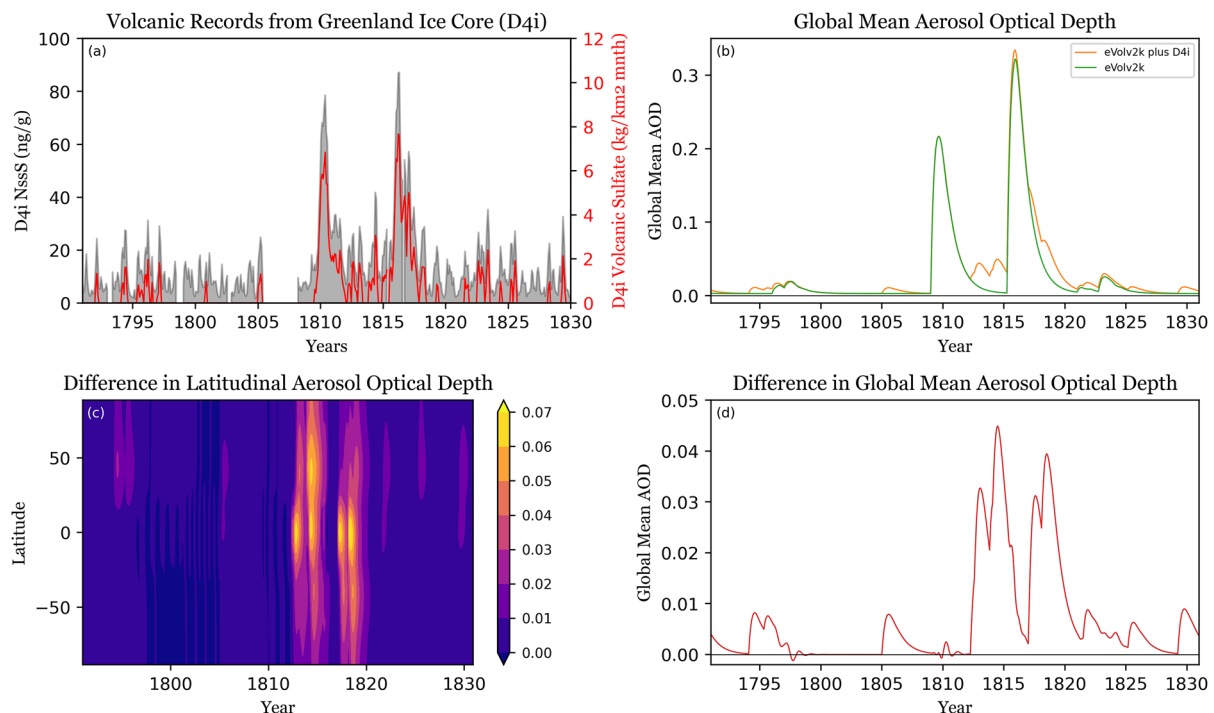 Volcanic Records from Greenland Ice Core (D4i)
(a)
100
80
60
40
20
0
D4i NssS (ng/g)
12
10
8
6
4
2
0
D4i Volcanic Sulfate (kg/km2 mnth)
1795 1800 1805 1810 1815 1820 1825 1830
Years
Global Mean Aerosol Optical Depth
(b)
eVolv2k plus D4i
eVolv2k
0.3
0.2
0.1
0.0
Global Mean AOD
1795 1800 1805 1810 1815 1820 1825 1830
Year
Difference in Latitudinal Aerosol Optical Depth
(c)
50
0
−50
Latitude
0.07
0.06
0.05
0.04
0.03
0.02
0.01
0.00
1800 1810 1820 1830
Year
Difference in Global Mean Aerosol Optical Depth
(d)
0.05
0.04
0.03
0.02
0.01
0.00
Global Mean AOD
1795 1800 1805 1810 1815 1820 1825 1830
Year